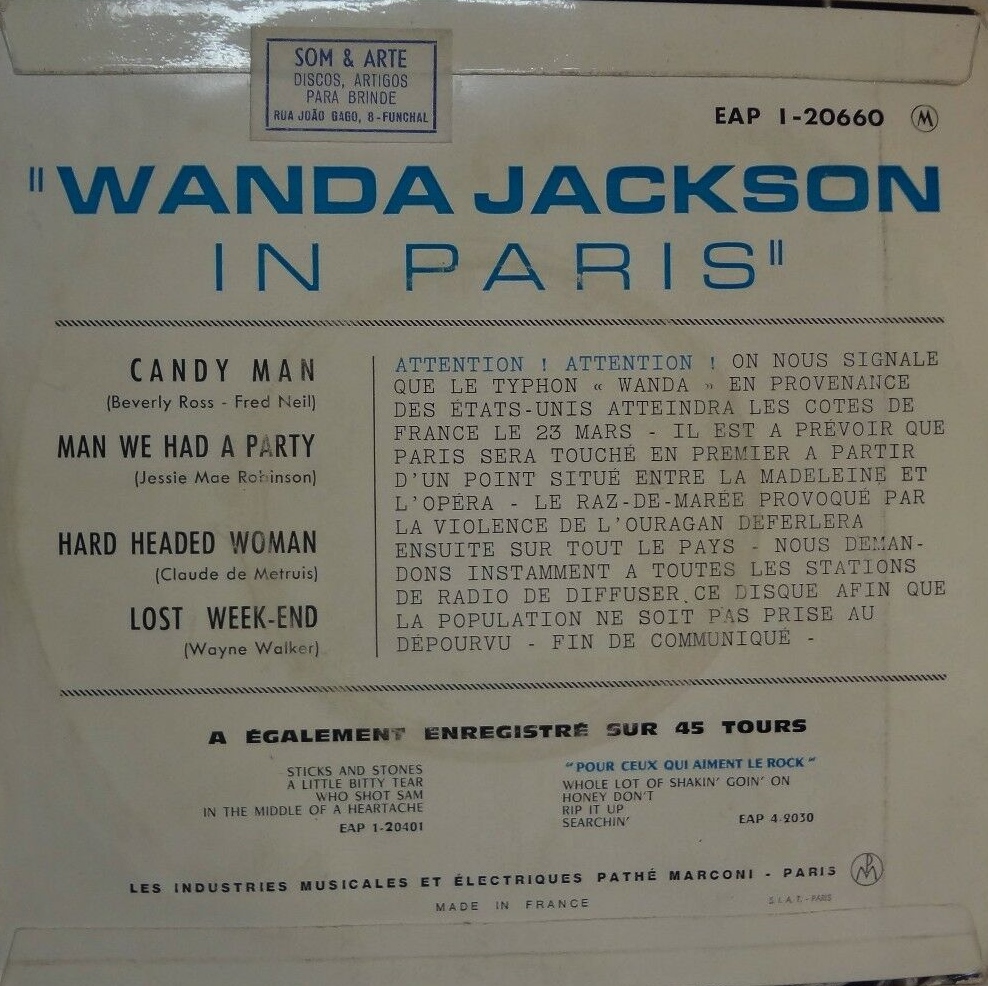 SOM & ARTE
DISCOS, ARTIGOS
PARA BRINDE
RUA JOÃO GAGO, 8-FUNCHAL
EAP 1-20660 M
"WANDA JACKSON
IN PARIS"
CANDY MAN
(Beverly Ross - Fred Neil)
MAN WE HAD A PARTY
(Jessie Mae Robinson)
HARD HEADED WOMAN
(Claude de Metruis)
LOST WEEK-END
(Wayne Walker)
ATTENTION ! ATTENTION ! ON NOUS SIGNALE
QUE LE TYPHON « WANDA » EN PROVENANCE
DES ÉTATS-UNIS ATTEINDRA LES COTES DE
FRANCE LE 23 MARS - IL EST A PRÉVOIR QUE
PARIS SERA TOUCHÉ EN PREMIER A PARTIR
D'UN POINT SITUÉ ENTRE LA MADELEINE ET
L'OPÉRA - LE RAZ-DE-MARÉE PROVOQUÉ PAR
LA VIOLENCE DE L'OURAGAN DEFERLERA
ENSUITE SUR TOUT LE PAYS - NOUS DEMAN-
DONS INSTAMMENT A TOUTES LES STATIONS
DE RADIO DE DIFFUSER CE DISQUE AFIN QUE
LA POPULATION NE SOIT PAS PRISE AU
DÉPOURVU - FIN DE COMMUNIQUÉ -
A ÉGALEMENT ENREGISTRÉ SUR 45 TOURS
STICKS AND STONES
A LITTLE BITTY TEAR
WHO SHOT SAM
IN THE MIDDLE OF A HEARTACHE
EAP 1-20401
"POUR CEUX QUI AIMENT LE ROCK"
WHOLE LOT OF SHAKIN' GOIN' ON
HONEY DON'T
RIP IT UP
SEARCHIN' EAP 4-2030
LES INDUSTRIES MUSICALES ET ÉLECTRIQUES PATHÉ MARCONI - PARIS
MADE IN FRANCE
S.I.A.T. - PARIS